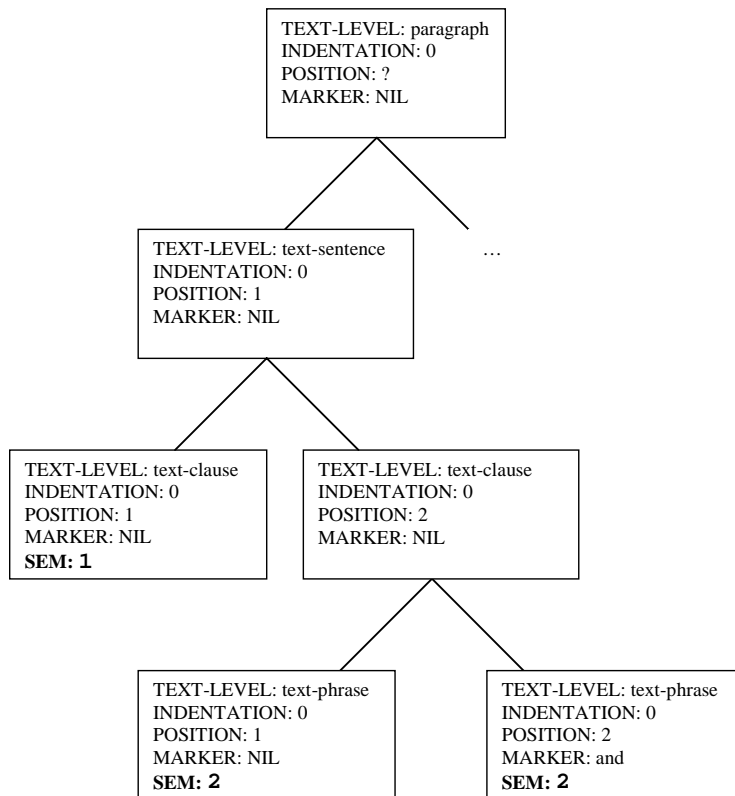 TEXT-LEVEL: paragraph
INDENTATION: 0
POSITION: ?
MARKER: NIL
TEXT-LEVEL: text-sentence
INDENTATION: 0
POSITION: 1
MARKER: NIL
…
TEXT-LEVEL: text-clause
INDENTATION: 0
POSITION: 1
MARKER: NIL
SEM: 1
TEXT-LEVEL: text-clause
INDENTATION: 0
POSITION: 2
MARKER: NIL
TEXT-LEVEL: text-phrase
INDENTATION: 0
POSITION: 1
MARKER: NIL
SEM: 2
TEXT-LEVEL: text-phrase
INDENTATION: 0
POSITION: 2
MARKER: and
SEM: 2